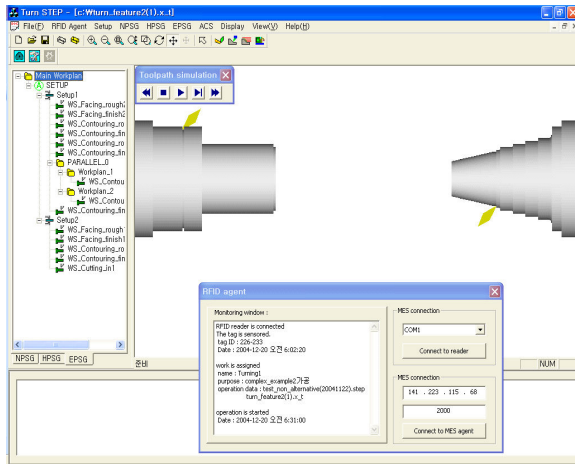 Turn STEP - [c:₩turn_feature2(1).x_t]
File(F) RFID Agent Setup NPSG HPSG EPSG ACS Display View(V) Help(H)
Main Workplan
SETUP
Setup1
WS_Facing_rough2
WS_Facing_finish2
WS_Contouring_ro
WS_Contouring_fin
WS_Contouring_ro
WS_Contouring_fin
PARALLEL_0
Workplan_1
WS_Contou
Workplan_2
WS_Contou
WS_Contouring_fin
Setup2
WS_Facing_rough1
WS_Facing_finish1
WS_Contouring_ro
WS_Contouring_fin
WS_Cutting_in1
NPSG HPSG EPSG
Toolpath simulation
준비
NUM
RFID agent
Monitoring window :
RFID reader is connected
The tag is sensored.
tag ID : 226-233
Date : 2004-12-20 오전 6:02:20
work is assigned
name : Turning1
purpose : complex_example2가공
operation data : test_non_alternative(20041122).step
turn_feature2(1).x_t
operation is started
Date : 2004-12-20 오전 6:31:00
MES connection
COM1
Connect to reader
MES connection
141 . 223 . 115 . 68
2000
Connect to MES agent